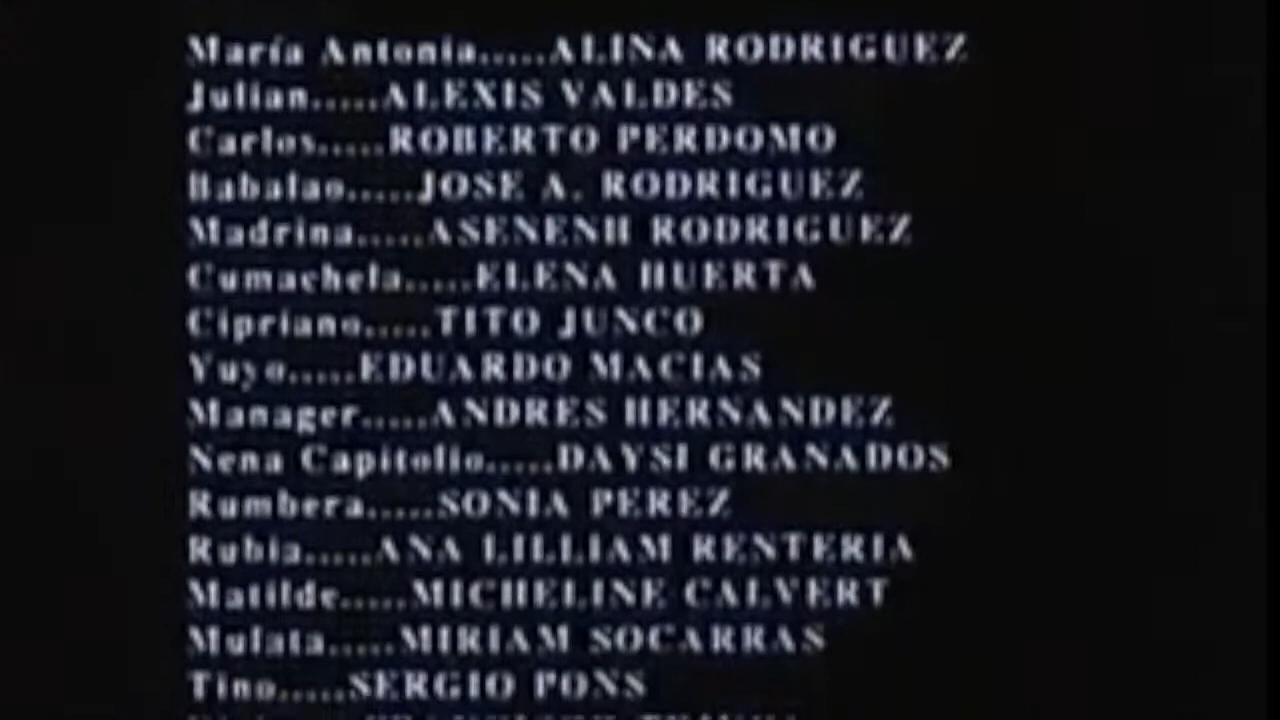 María Antonia.....ALINA RODRIGUEZ
Julian.....ALEXIS VALDES
Carlos.....ROBERTO PERDOMO
Babalao.....JOSE A. RODRIGUEZ
Madrina.....ASENENH RODRIGUEZ
Cumachela.....ELENA HUERTA
Cipriano.....TITO JUNCO
Yuyo.....EDUARDO MACIAS
Manager.....ANDRES HERNANDEZ
Nena Capitolio.....DAYSI GRANADOS
Rumbera.....SONIA PEREZ
Rubia.....ANA LILLIAM RENTERIA
Matilde.....MICHELINE CALVERT
Mulata.....MIRIAM SOCARRAS
Tino.....SERGIO PONS